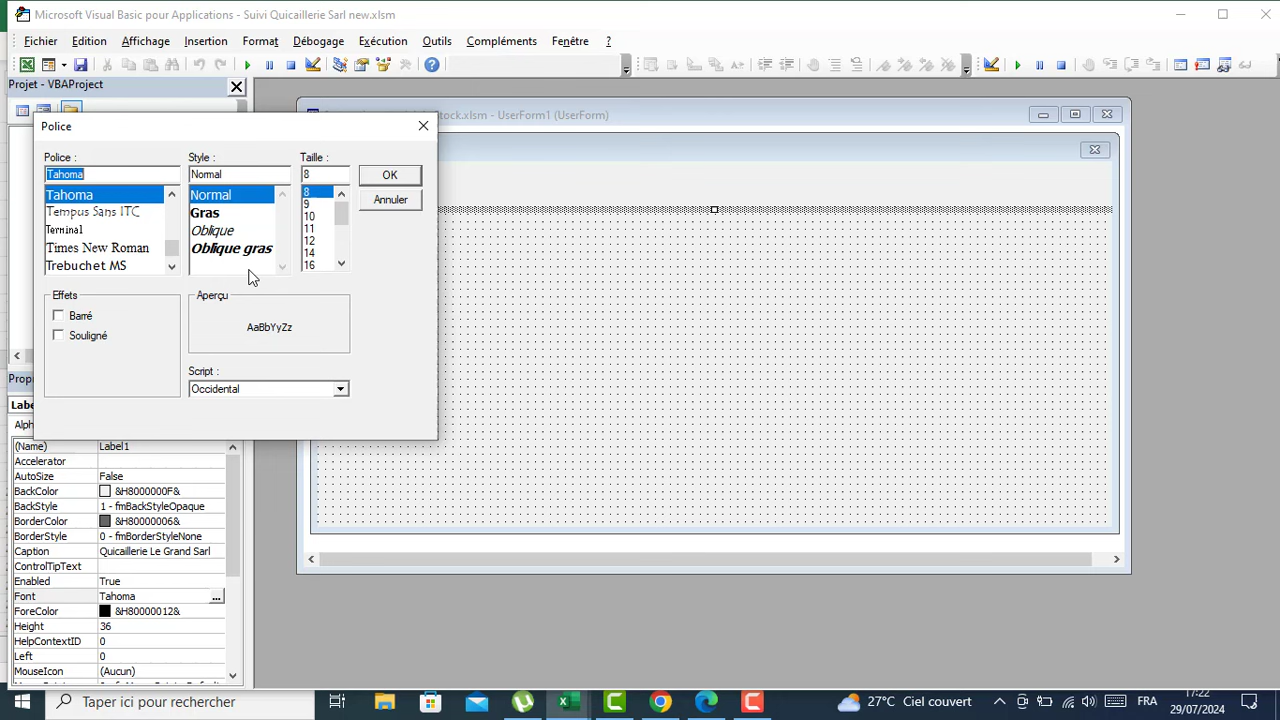 Microsoft Visual Basic pour Applications - Suivi Quicaillerie Sarl new.xlsm
Fichier Edition Affichage Insertion Format Débogage Exécution Outils Compléments Fenêtre ?
Projet - VBAProject
stock.xlsm - UserForm1 (UserForm)
Police
Police : Style : Taille :
Tahoma Normal 8 OK
Tahoma Normal 8
Annuler
Tempus Sans ITC Gras 9
10
Terminal Oblique 11
Times New Roman Oblique gras 12
14
Trebuchet MS 16
Effets Aperçu
Barré
AaBbYyZz
Souligné
Script :
Occidental
Label
Alph
(Name) Label1
Accelerator
AutoSize False
BackColor &H8000000F&
BackStyle 1 - fmBackStyleOpaque
BorderColor &H80000006&
BorderStyle 0 - fmBorderStyleNone
Caption Quicaillerie Le Grand Sarl
ControlTipText
Enabled True
Font Tahoma ...
ForeColor &H80000012&
Height 36
HelpContextID 0
Left 0
MouseIcon (Aucun)
Taper ici pour rechercher
27°C Ciel couvert
FRA
17:22
29/07/2024